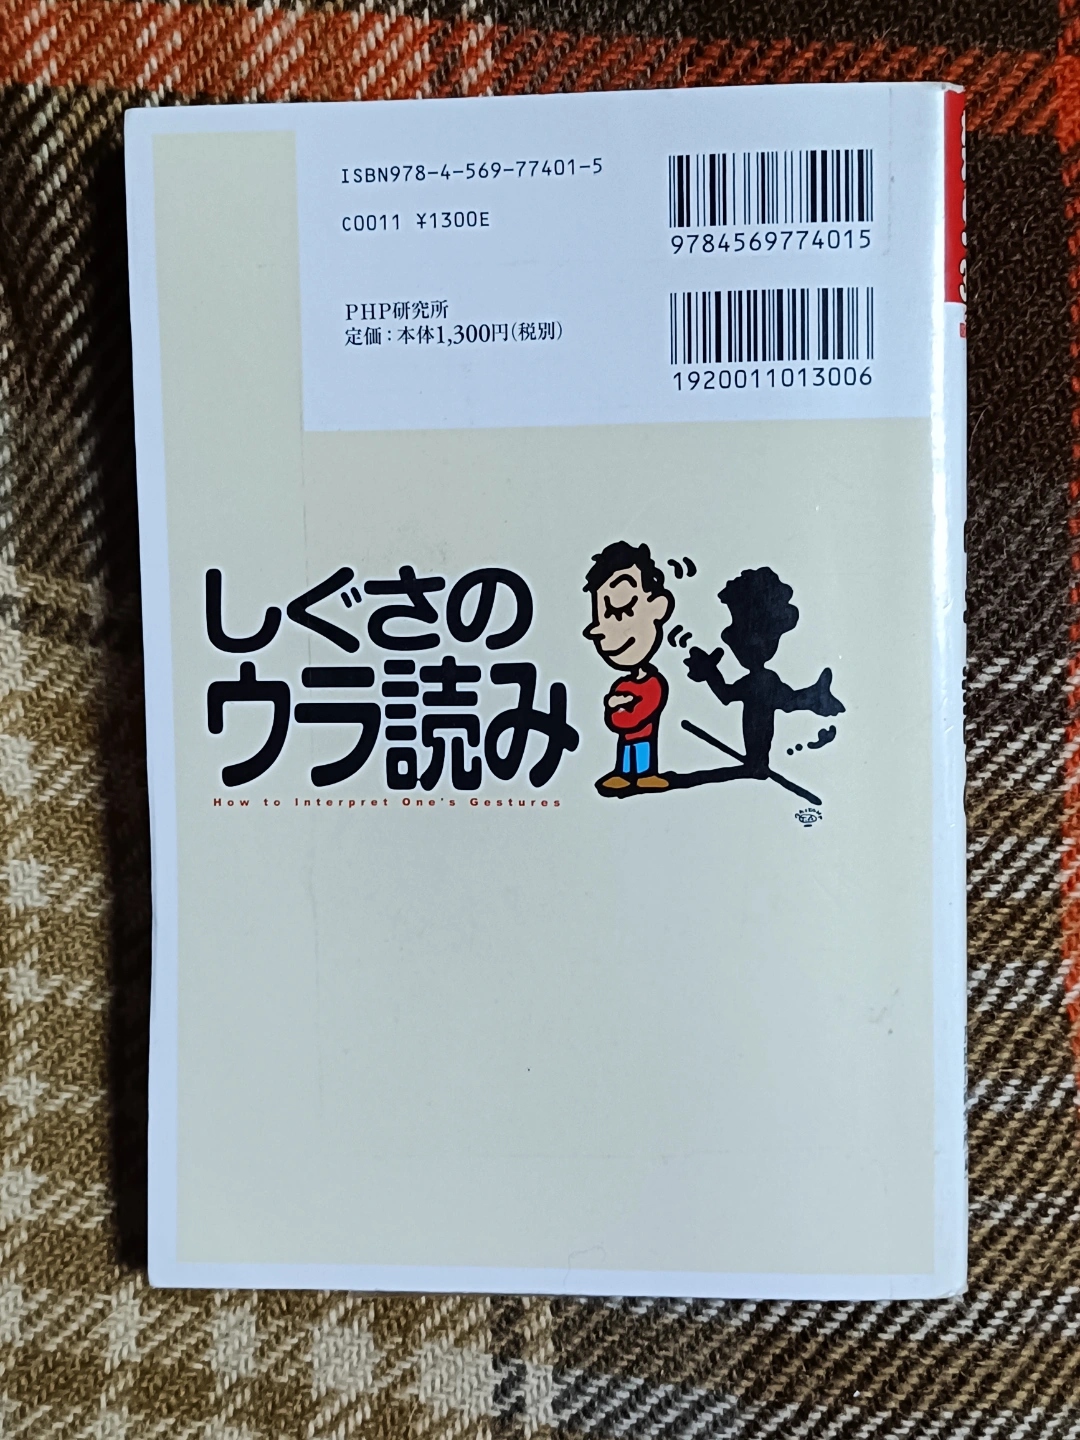 ISBN978-4-569-77401-5
C0011 ¥1300E
9784569774015
PHP研究所
定価：本体1,300円(税別)
1920011013006
しぐさの
ウラ読み
How to Interpret One's Gestures